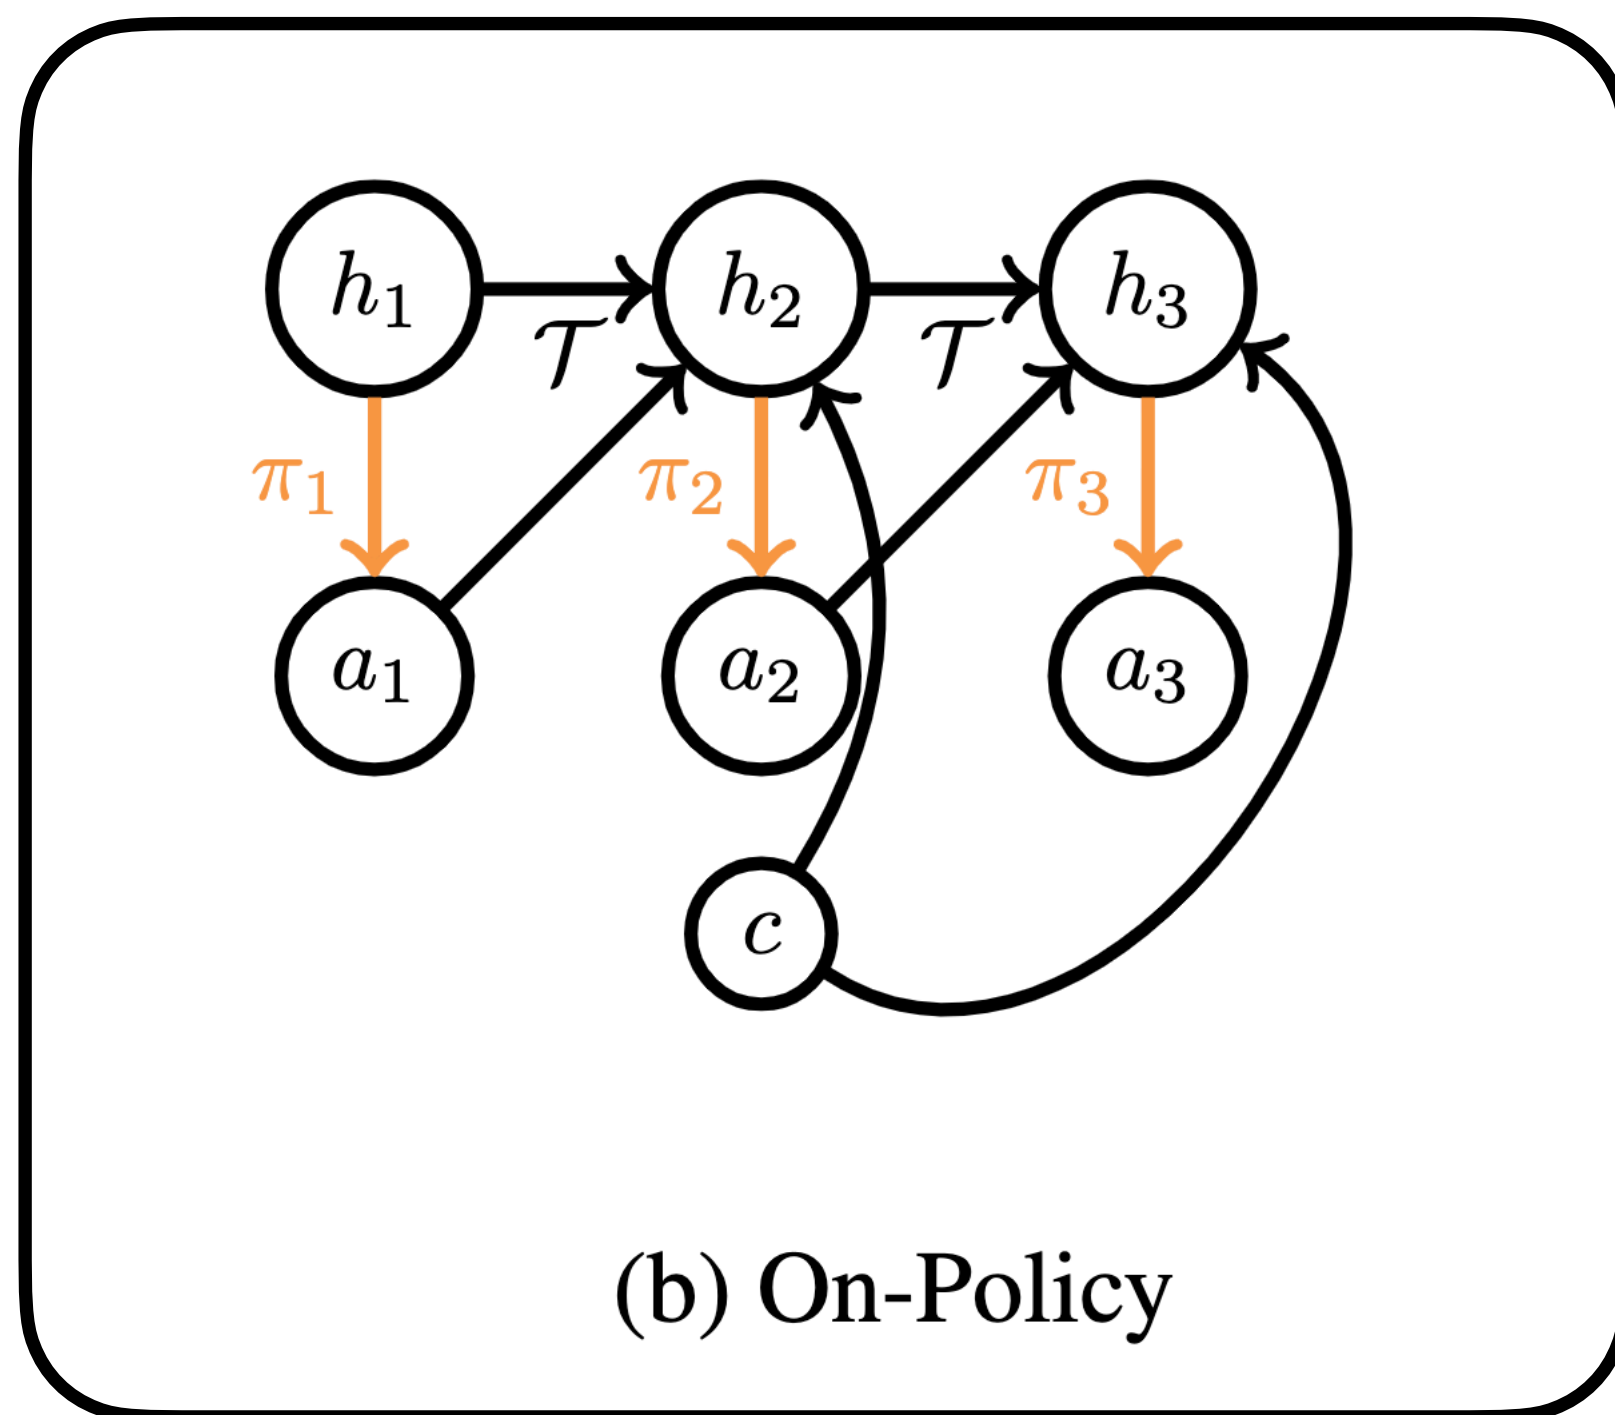 h₁ h₂ h₃
𝒯 𝒯
π₁ π₂ π₃
a₁ a₂ a₃
c
(b) On-Policy